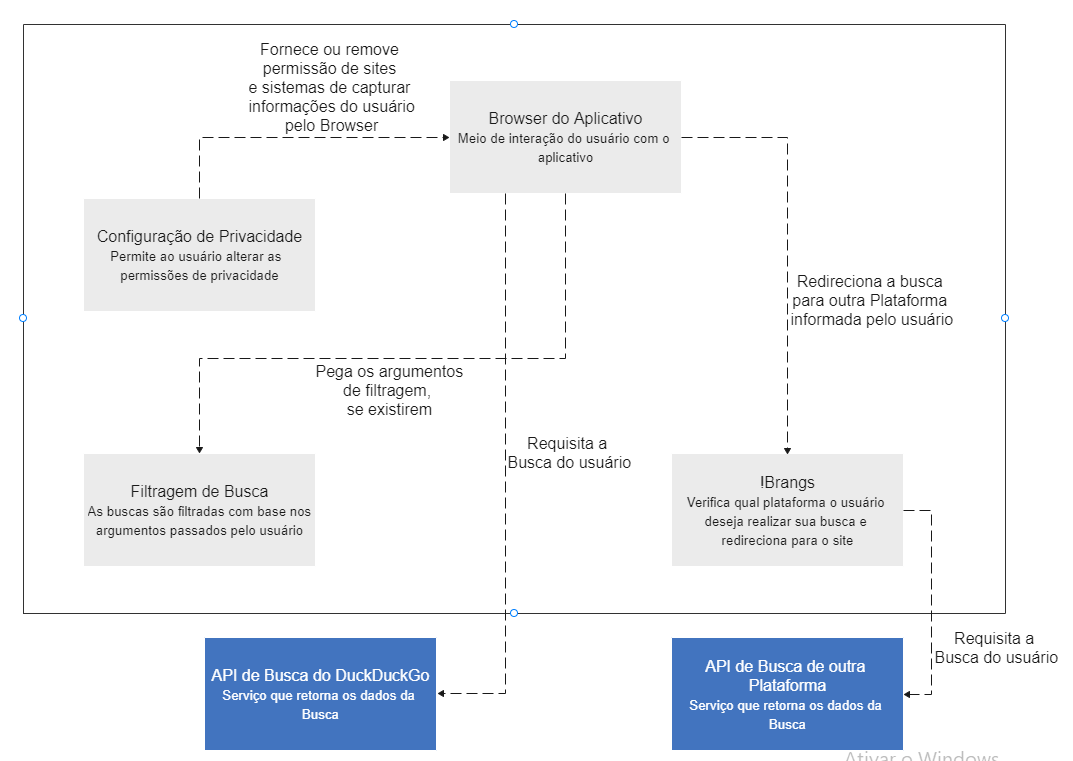 Fornece ou remove
permissão de sites
e sistemas de capturar
informações do usuário
pelo Browser
Browser do Aplicativo
Meio de interação do usuário com o
aplicativo
Configuração de Privacidade
Permite ao usuário alterar as
permissões de privacidade
Redireciona a busca
para outra Plataforma
informada pelo usuário
Pega os argumentos
de filtragem,
se existirem
Requisita a
Busca do usuário
Filtragem de Busca
As buscas são filtradas com base nos
argumentos passados pelo usuário
!Brangs
Verifica qual plataforma o usuário
deseja realizar sua busca e
redireciona para o site
API de Busca do DuckDuckGo
Serviço que retorna os dados da
Busca
API de Busca de outra
Plataforma
Serviço que retorna os dados da
Busca
Requisita a
Busca do usuário
Ativar o Windows